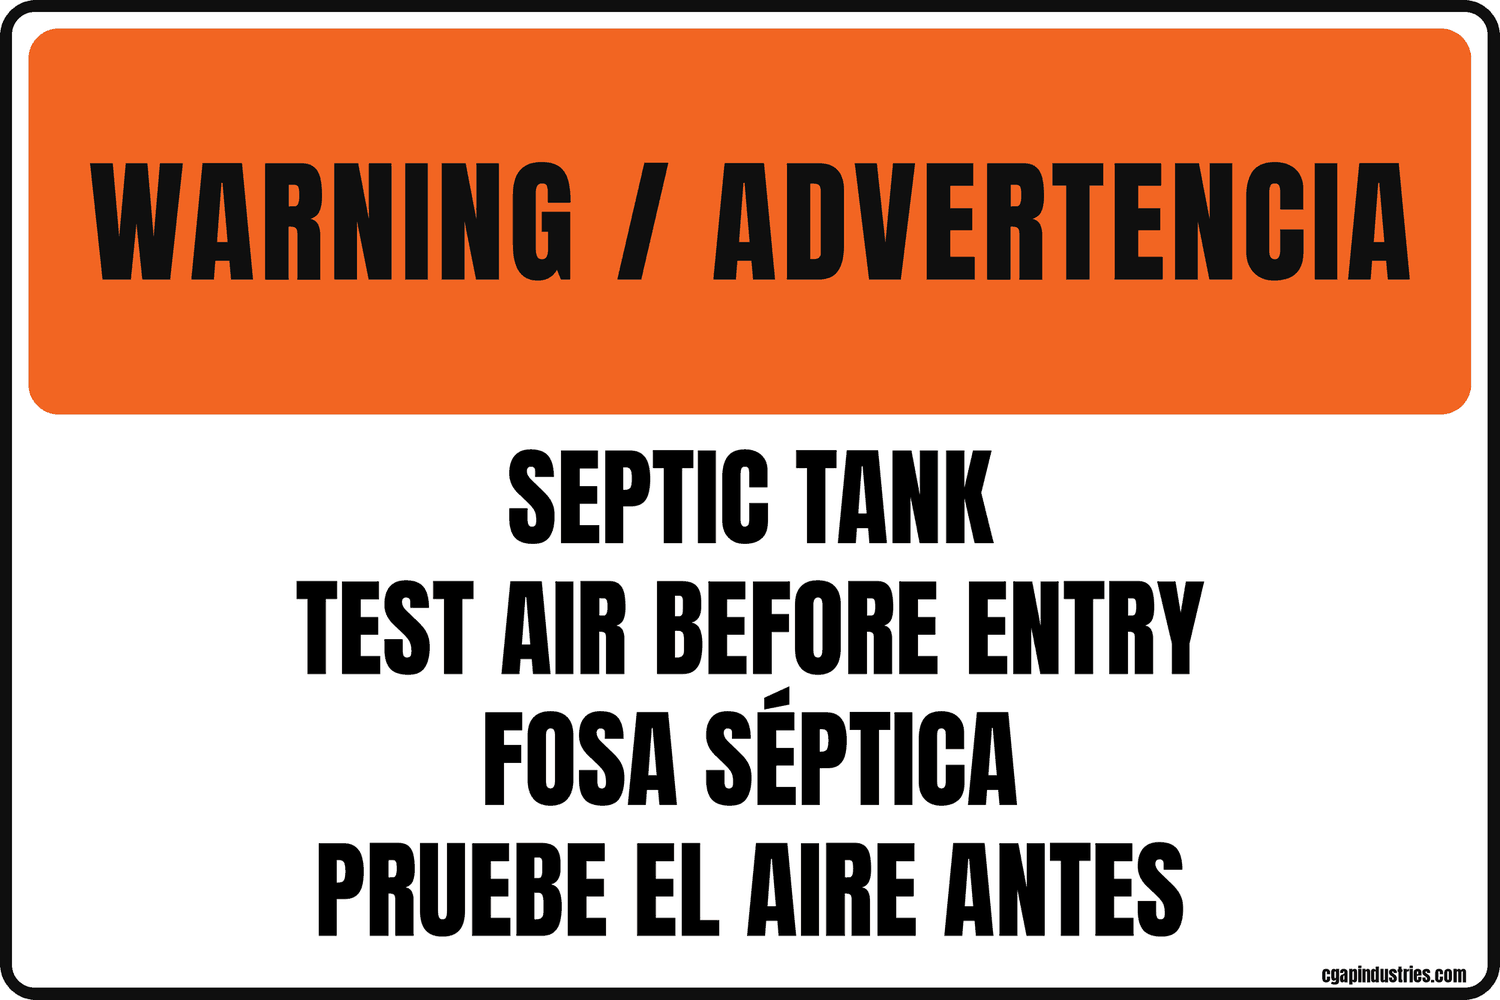 WARNING / ADVERTENCIA
SEPTIC TANK
TEST AIR BEFORE ENTRY
FOSA SÉPTICA
PRUEBE EL AIRE ANTES
cgapindustries.com